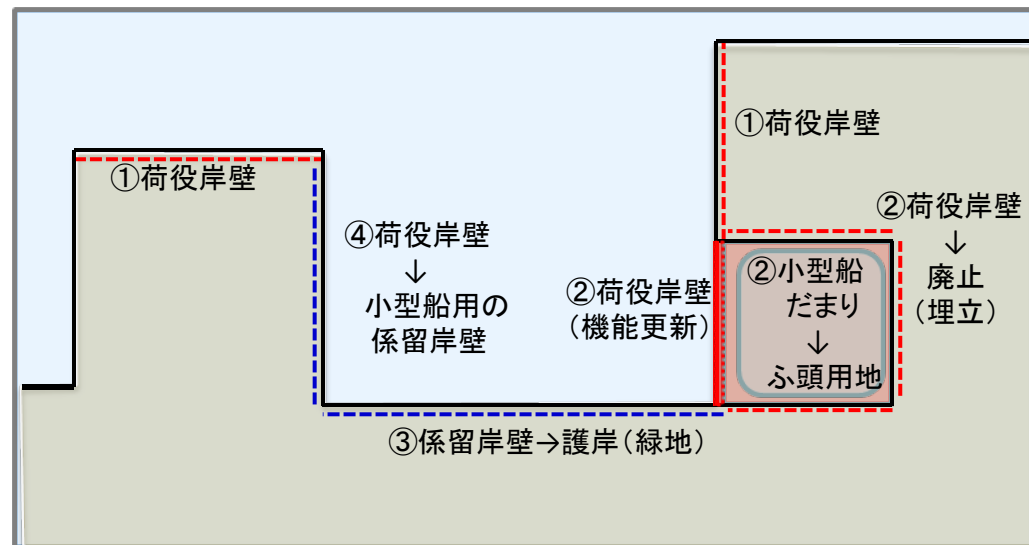 ①荷役岸壁
①荷役岸壁
④荷役岸壁
↓
小型船用の
係留岸壁
②荷役岸壁
(機能更新)
②小型船
だまり
↓
ふ頭用地
②荷役岸壁
↓
廃止
(埋立)
③係留岸壁→護岸(緑地)